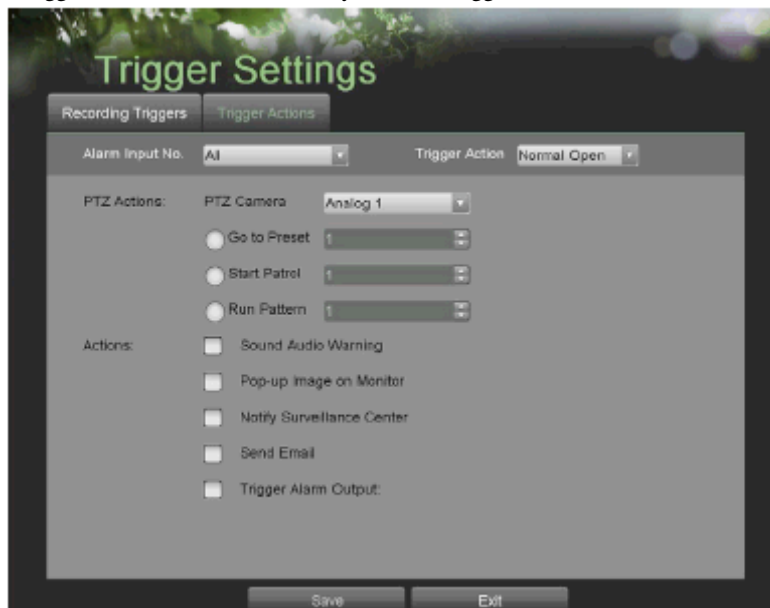 Trigger Settings
Recording Triggers Trigger Actions
Alarm Input No. All Trigger Action Normal Open
PTZ Actions: PTZ Camera Analog 1
Go to Preset 1
Start Patrol 1
Run Pattern 1
Actions: Sound Audio Warning
Pop-up Image on Monitor
Notify Surveillance Center
Send Email
Trigger Alarm Output:
Save Exit